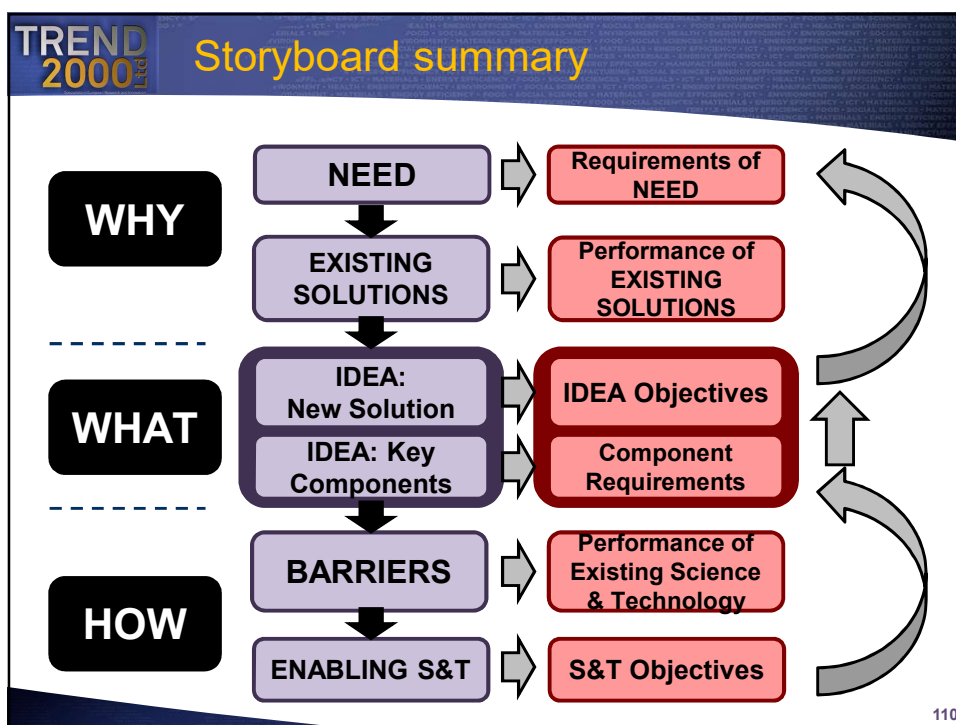 TREND
2000 Ltd
Storyboard summary
WHY
NEED
Requirements of
NEED
EXISTING
SOLUTIONS
Performance of
EXISTING
SOLUTIONS
WHAT
IDEA:
New Solution
IDEA Objectives
IDEA: Key
Components
Component
Requirements
HOW
BARRIERS
Performance of
Existing Science
& Technology
ENABLING S&T
S&T Objectives
110